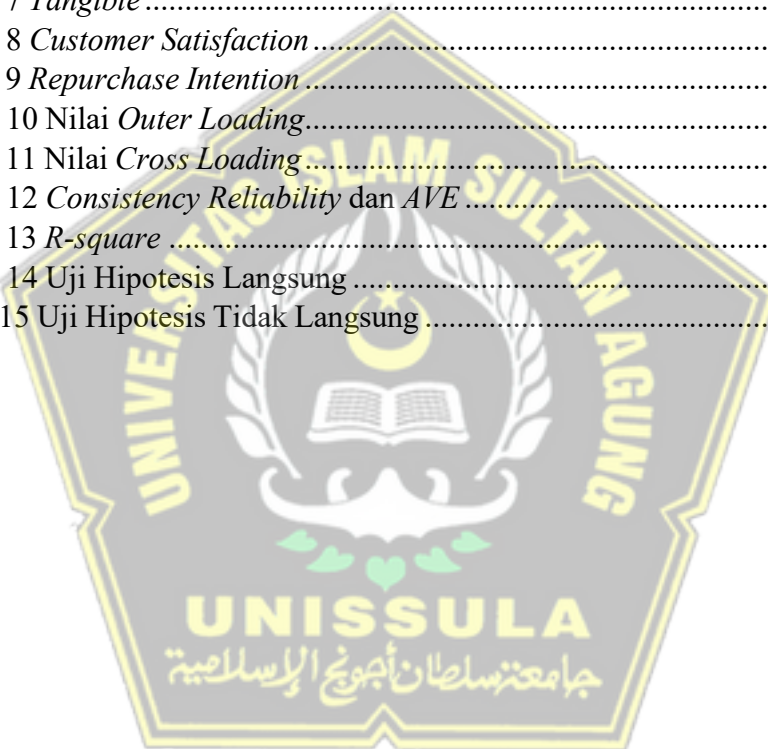 7 Tangible
8 Customer Satisfaction
9 Repurchase Intention
10 Nilai Outer Loading
11 Nilai Cross Loading
12 Consistency Reliability dan AVE
13 R-square
14 Uji Hipotesis Langsung
15 Uji Hipotesis Tidak Langsung
UNIVERSITAS ISLAM SULTAN AGUNG
UNISSULA
جامعة سلطان أجونج الإسلامية